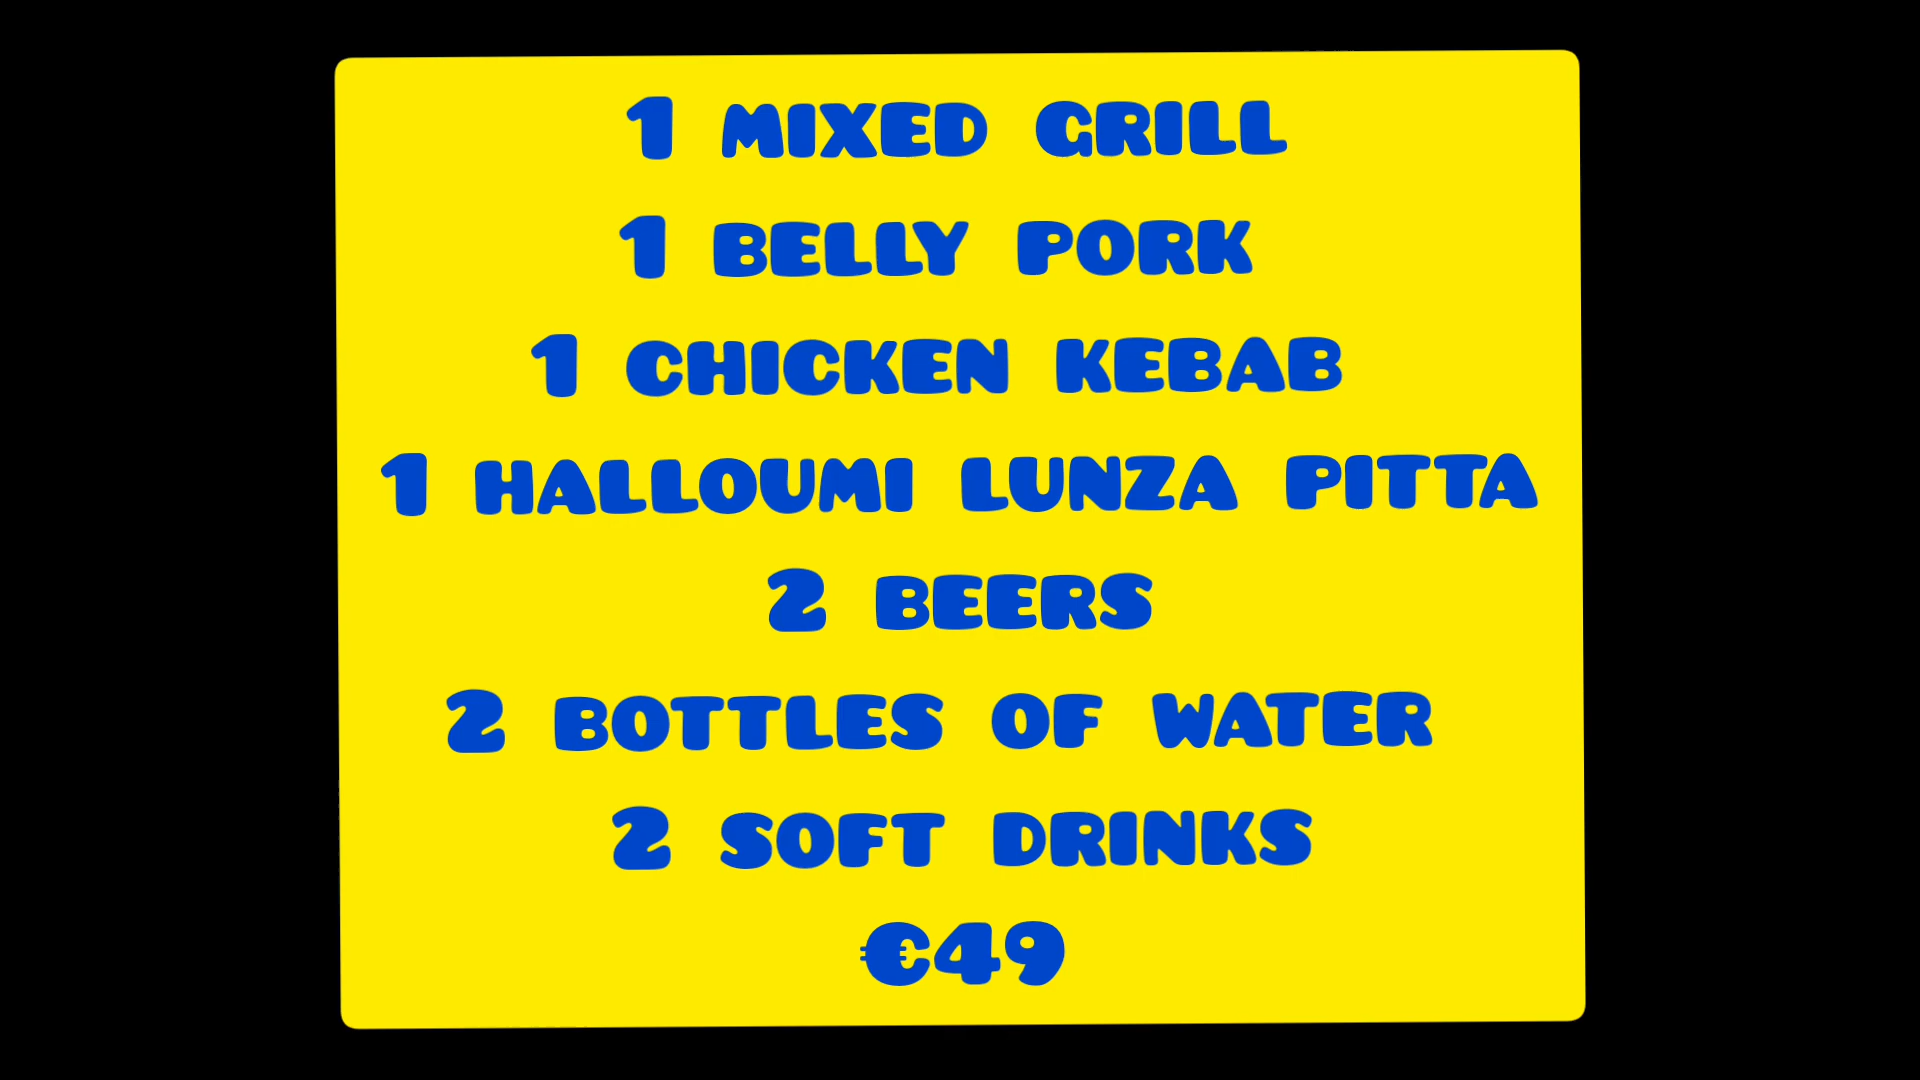 1 MIXED GRILL
1 BELLY PORK
1 CHICKEN KEBAB
1 HALLOUMI LUNZA PITTA
2 BEERS
2 BOTTLES OF WATER
2 SOFT DRINKS
€49